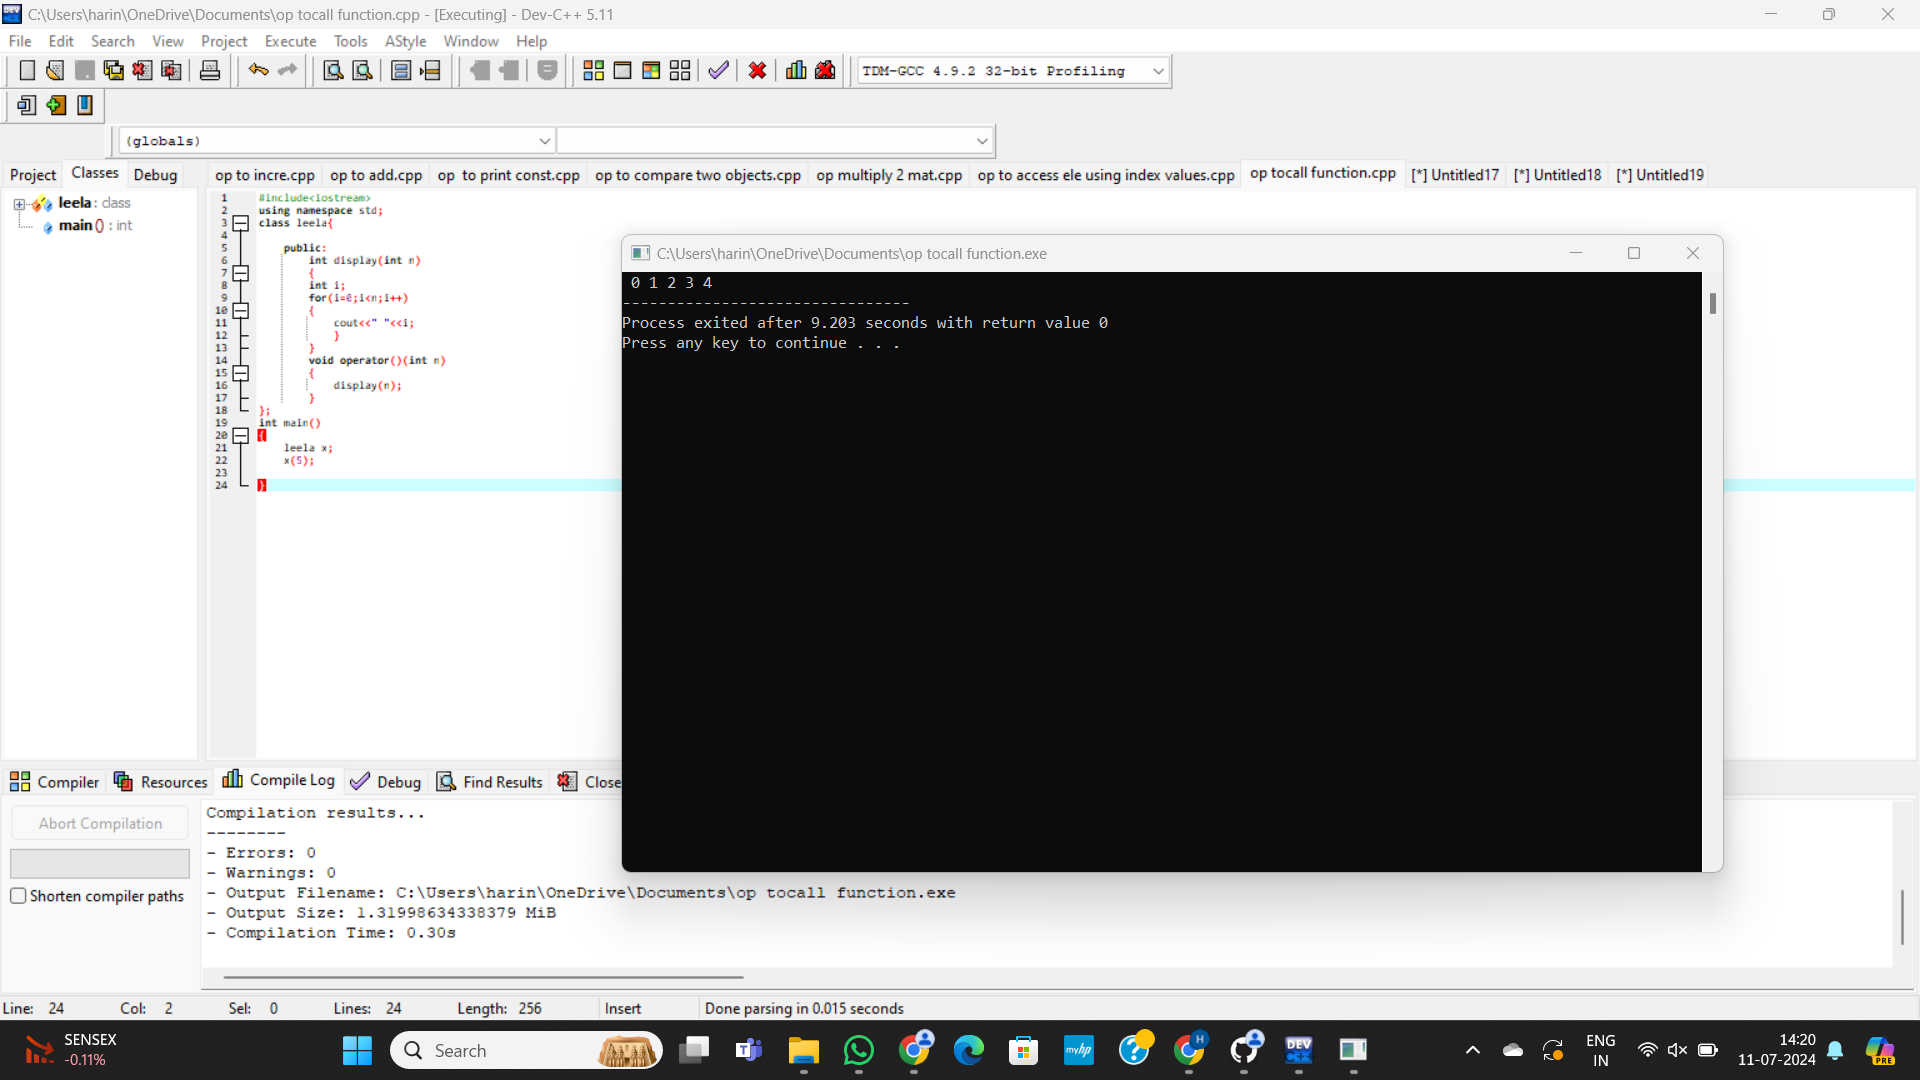 C:\Users\harin\OneDrive\Documents\op tocall function.cpp - [Executing] - Dev-C++ 5.11
File Edit Search View Project Execute Tools AStyle Window Help
TDM-GCC 4.9.2 32-bit Profiling
(globals)
Project Classes Debug
op to incre.cpp op to add.cpp op to print const.cpp op to compare two objects.cpp op multiply 2 mat.cpp op to access ele using index values.cpp op tocall function.cpp [*] Untitled17 [*] Untitled18 [*] Untitled19
leela : class
main () : int
1 #include<iostream>
2 using namespace std;
3 class leela{
4
5 public:
6 int display(int n)
7 {
8 int i;
9 for(i=0;i<n;i++)
10 {
11 cout<<" "<<i;
12 }
13 }
14 void operator()(int n)
15 {
16 display(n);
17 }
18 };
19 int main()
20 {
21 leela x;
22 x(5);
23
24 }
C:\Users\harin\OneDrive\Documents\op tocall function.exe
0 1 2 3 4
--------------------------------
Process exited after 9.203 seconds with return value 0
Press any key to continue . . .
Compiler Resources Compile Log Debug Find Results Close
Abort Compilation
Shorten compiler paths
Compilation results...
--------
- Errors: 0
- Warnings: 0
- Output Filename: C:\Users\harin\OneDrive\Documents\op tocall function.exe
- Output Size: 1.31998634338379 MiB
- Compilation Time: 0.30s
Line: 24 Col: 2 Sel: 0 Lines: 24 Length: 256 Insert Done parsing in 0.015 seconds
SENSEX
-0.11%
Search
myhp
H
DEV
ENG
IN
14:20
11-07-2024
PRE